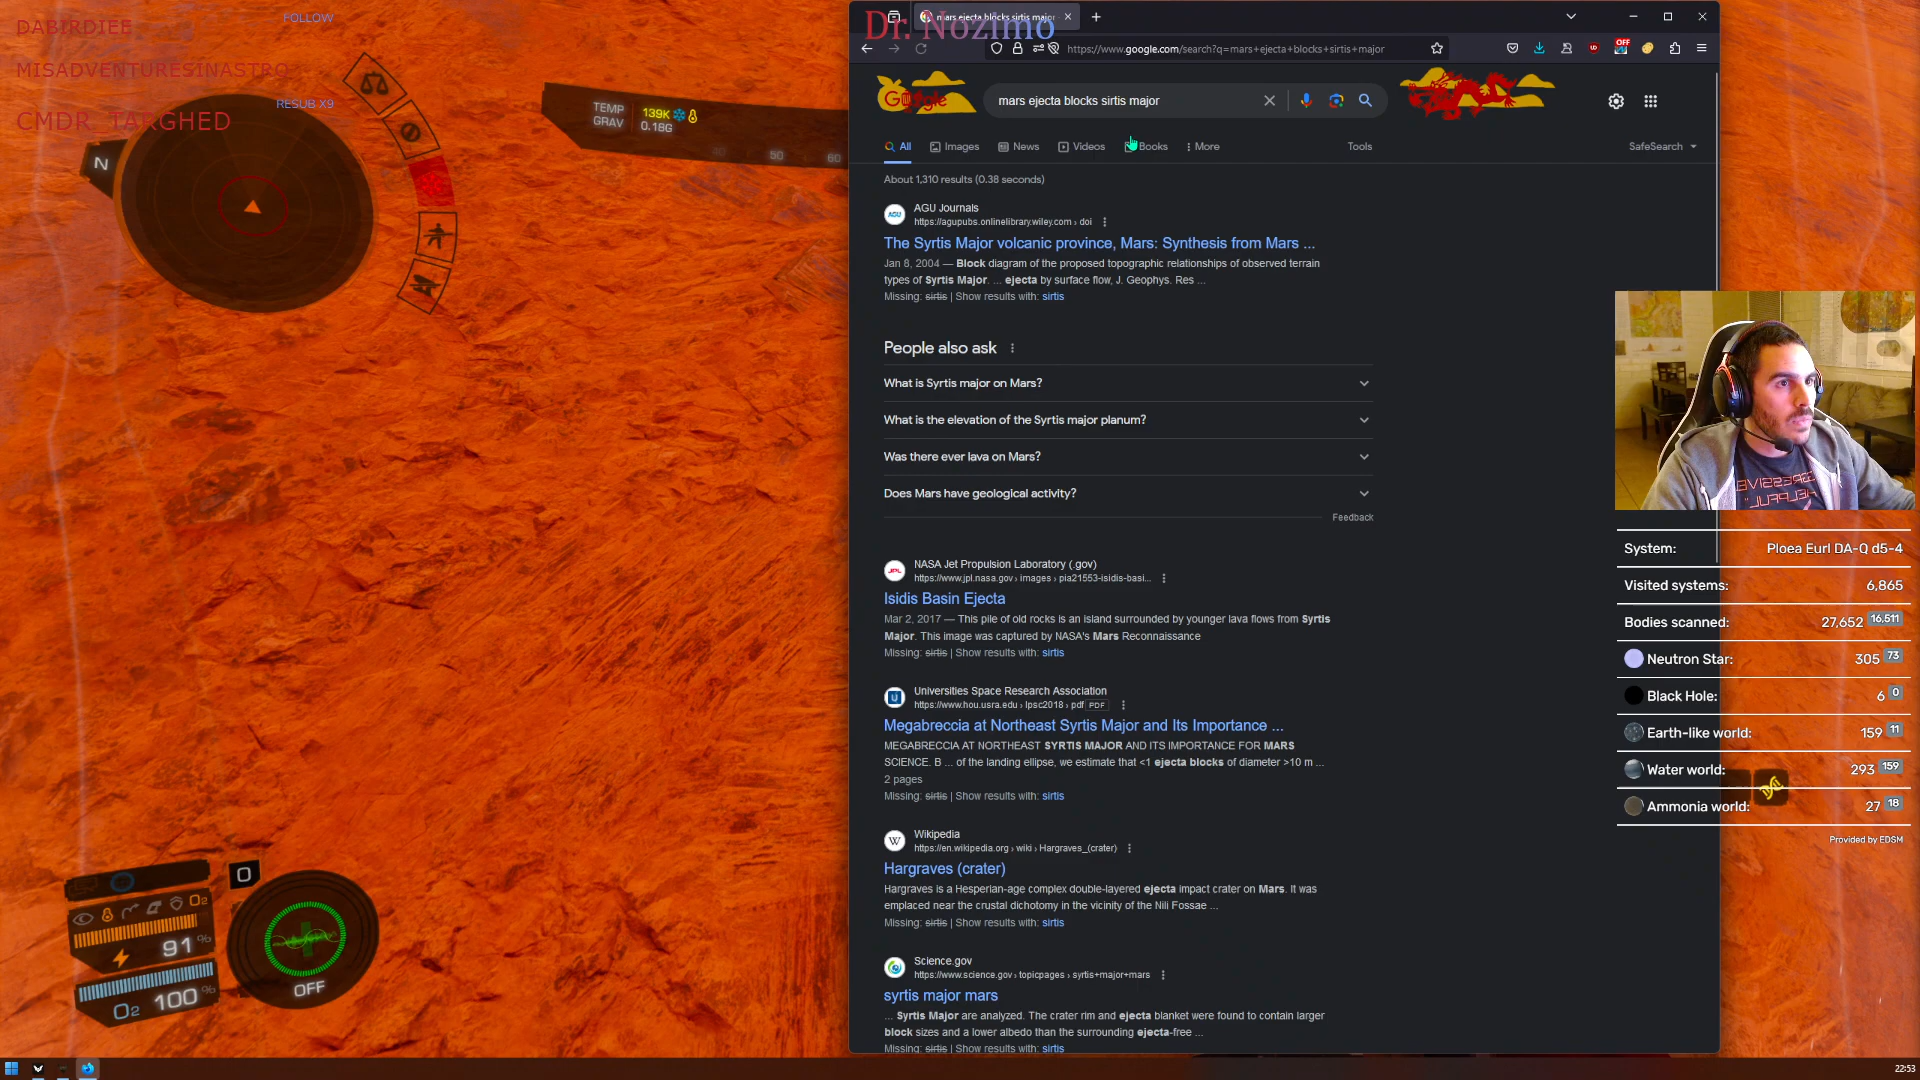 DABIRDIEE
FOLLOW
MISADVENTURESINASTRO
RESUB X9
CMDR_TARGHED
N
TEMP 139K
GRAV 0.18G
50
60
mars ejecta blocks sirtis major
Dr. Nozimo
https://www.google.com/search?q=mars+ejecta+blocks+sirtis+major
OFF
Google
mars ejecta blocks sirtis major
All
Images
News
Videos
Books
More
Tools
SafeSearch
About 1,310 results (0.38 seconds)
AGU
AGU Journals
https://agupubs.onlinelibrary.wiley.com › doi
The Syrtis Major volcanic province, Mars: Synthesis from Mars ...
Jan 8, 2004 — Block diagram of the proposed topographic relationships of observed terrain
types of Syrtis Major. ... ejecta by surface flow, J. Geophys. Res ...
Missing: sirtis | Show results with: sirtis
People also ask
What is Syrtis major on Mars?
What is the elevation of the Syrtis major planum?
Was there ever lava on Mars?
Does Mars have geological activity?
Feedback
JPL
NASA Jet Propulsion Laboratory (.gov)
https://www.jpl.nasa.gov › images › pia21553-isidis-basi...
Isidis Basin Ejecta
Mar 2, 2017 — This pile of old rocks is an island surrounded by younger lava flows from Syrtis
Major. This image was captured by NASA's Mars Reconnaissance
Missing: sirtis | Show results with: sirtis
Universities Space Research Association
https://www.hou.usra.edu › lpsc2018 › pdf PDF
Megabreccia at Northeast Syrtis Major and Its Importance ...
MEGABRECCIA AT NORTHEAST SYRTIS MAJOR AND ITS IMPORTANCE FOR MARS
SCIENCE. B ... of the landing ellipse, we estimate that <1 ejecta blocks of diameter >10 m ...
2 pages
Missing: sirtis | Show results with: sirtis
W
Wikipedia
https://en.wikipedia.org › wiki › Hargraves_(crater)
Hargraves (crater)
Hargraves is a Hesperian-age complex double-layered ejecta impact crater on Mars. It was
emplaced near the crustal dichotomy in the vicinity of the Nili Fossae ...
Missing: sirtis | Show results with: sirtis
Science.gov
https://www.science.gov › topicpages › syrtis+major+mars
syrtis major mars
... Syrtis Major are analyzed. The crater rim and ejecta blanket were found to contain larger
block sizes and a lower albedo than the surrounding ejecta-free ...
Missing: sirtis | Show results with: sirtis
System: Ploea Eurl DA-Q d5-4
Visited systems: 6,865
Bodies scanned: 27,652 16,511
Neutron Star: 305 73
Black Hole: 6 0
Earth-like world: 159 11
Water world: 293 159
Ammonia world: 27 18
Provided by EDSM
0
O2
91 %
O2 100 %
OFF
22:53